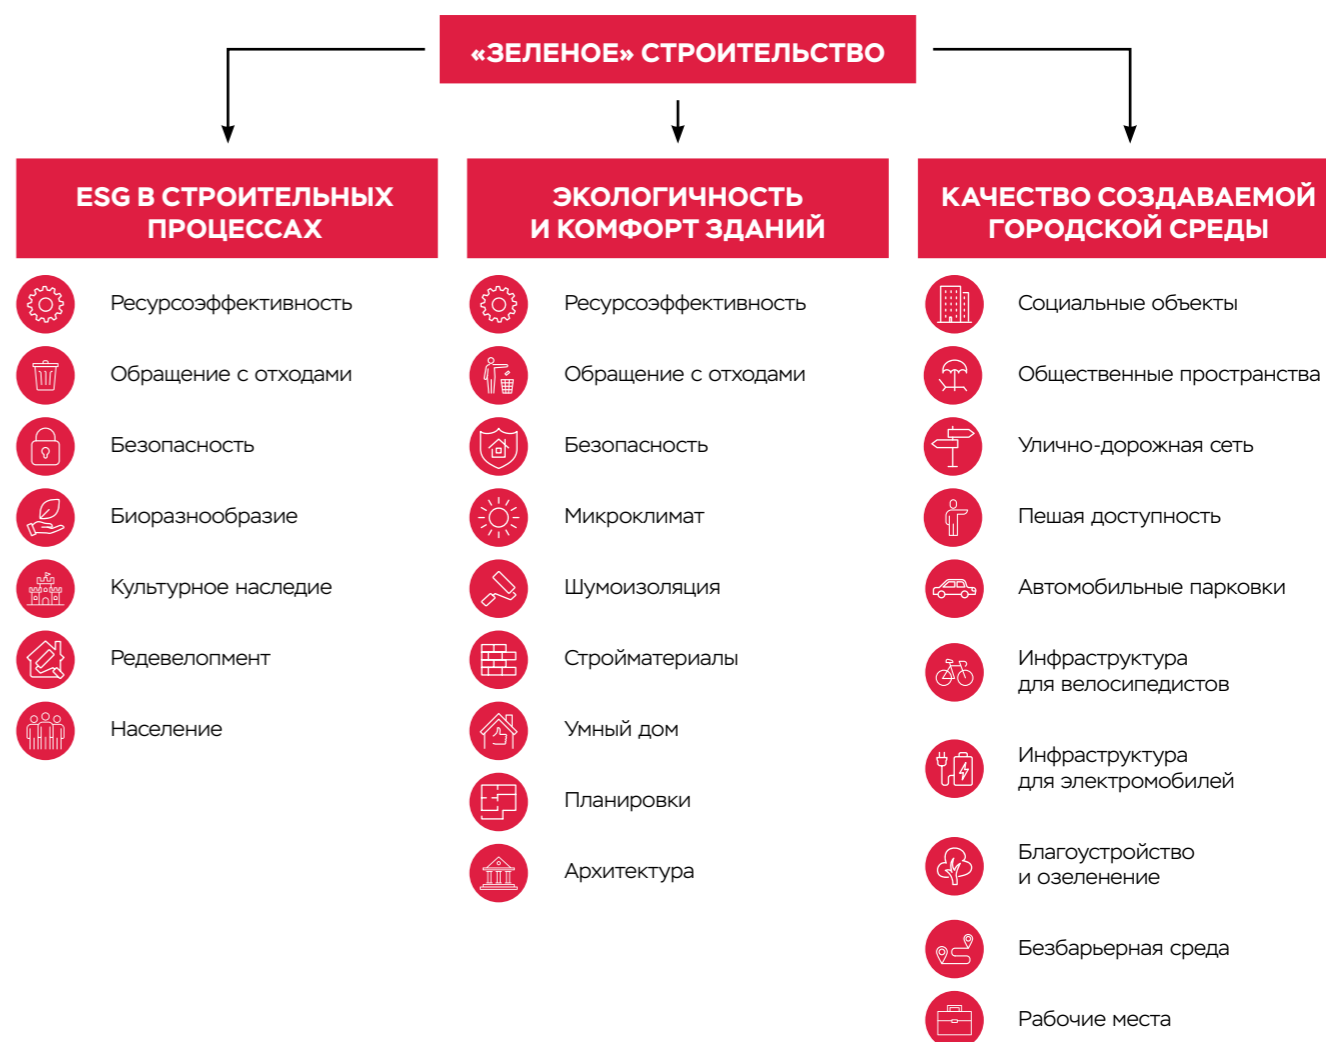 «ЗЕЛЕНОЕ» СТРОИТЕЛЬСТВО
ESG В СТРОИТЕЛЬНЫХ
ПРОЦЕССАХ
Ресурсоэффективность
Обращение с отходами
Безопасность
Биоразнообразие
Культурное наследие
Редевелопмент
Население
ЭКОЛОГИЧНОСТЬ
И КОМФОРТ ЗДАНИЙ
Ресурсоэффективность
Обращение с отходами
Безопасность
Микроклимат
Шумоизоляция
Стройматериалы
Умный дом
Планировки
Архитектура
КАЧЕСТВО СОЗДАВАЕМОЙ
ГОРОДСКОЙ СРЕДЫ
Социальные объекты
Общественные пространства
Улично-дорожная сеть
Пешая доступность
Автомобильные парковки
Инфраструктура
для велосипедистов
Инфраструктура
для электромобилей
Благоустройство
и озеленение
Безбарьерная среда
Рабочие места